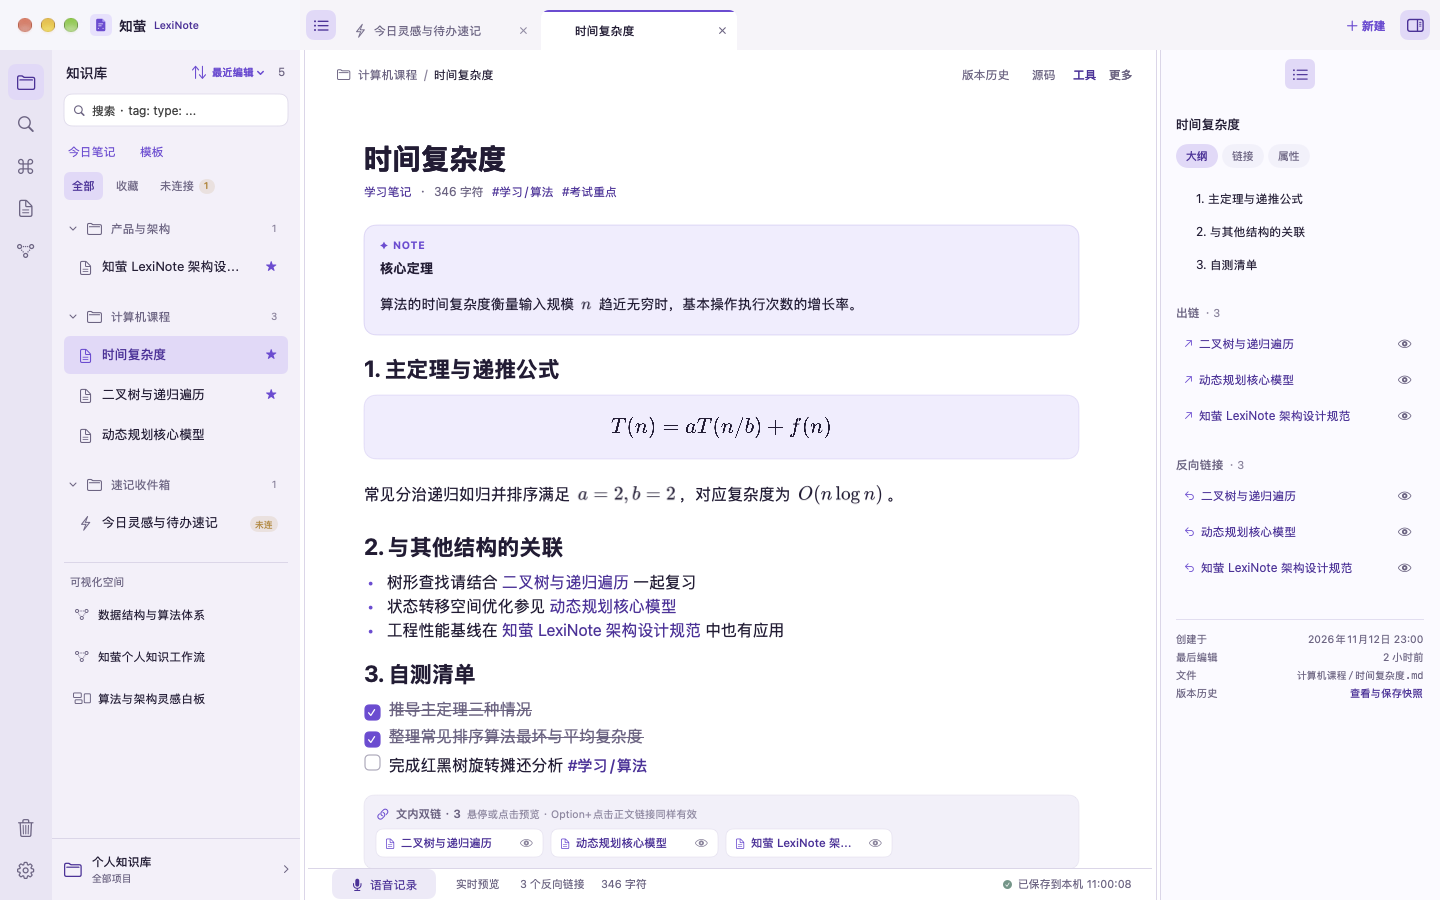 知萤 LexiNote
今日灵感与待办速记
时间复杂度
新建
知识库
最近编辑
5
搜索 · tag: type: ...
今日笔记
模板
全部
收藏
未连接 1
产品与架构 1
知萤 LexiNote 架构设...
计算机课程 3
时间复杂度
二叉树与递归遍历
动态规划核心模型
速记收件箱 1
今日灵感与待办速记 未连
可视化空间
数据结构与算法体系
知萤个人知识工作流
算法与架构灵感白板
个人知识库
全部项目
计算机课程 / 时间复杂度
版本历史 源码 工具 更多
时间复杂度
学习笔记 · 346 字符 #学习/算法 #考试重点
NOTE
核心定理
算法的时间复杂度衡量输入规模 n 趋近无穷时，基本操作执行次数的增长率。
1. 主定理与递推公式
T(n) = aT(n/b) + f(n)
常见分治递归如归并排序满足 a = 2, b = 2，对应复杂度为 O(n log n)。
2. 与其他结构的关联
• 树形查找请结合 二叉树与递归遍历 一起复习
• 状态转移空间优化参见 动态规划核心模型
• 工程性能基线在 知萤 LexiNote 架构设计规范 中也有应用
3. 自测清单
推导主定理三种情况
整理常见排序算法最坏与平均复杂度
完成红黑树旋转摊还分析 #学习/算法
文内双链 · 3 悬停或点击预览 · Option+点击正文链接同样有效
二叉树与递归遍历
动态规划核心模型
知萤 LexiNote 架...
语音记录
实时预览
3 个反向链接
346 字符
已保存到本机 11:00:08
时间复杂度
大纲 链接 属性
1. 主定理与递推公式
2. 与其他结构的关联
3. 自测清单
出链 · 3
二叉树与递归遍历
动态规划核心模型
知萤 LexiNote 架构设计规范
反向链接 · 3
二叉树与递归遍历
动态规划核心模型
知萤 LexiNote 架构设计规范
创建于 2026年11月12日 23:00
最后编辑 2 小时前
文件 计算机课程/时间复杂度.md
版本历史 查看与保存快照